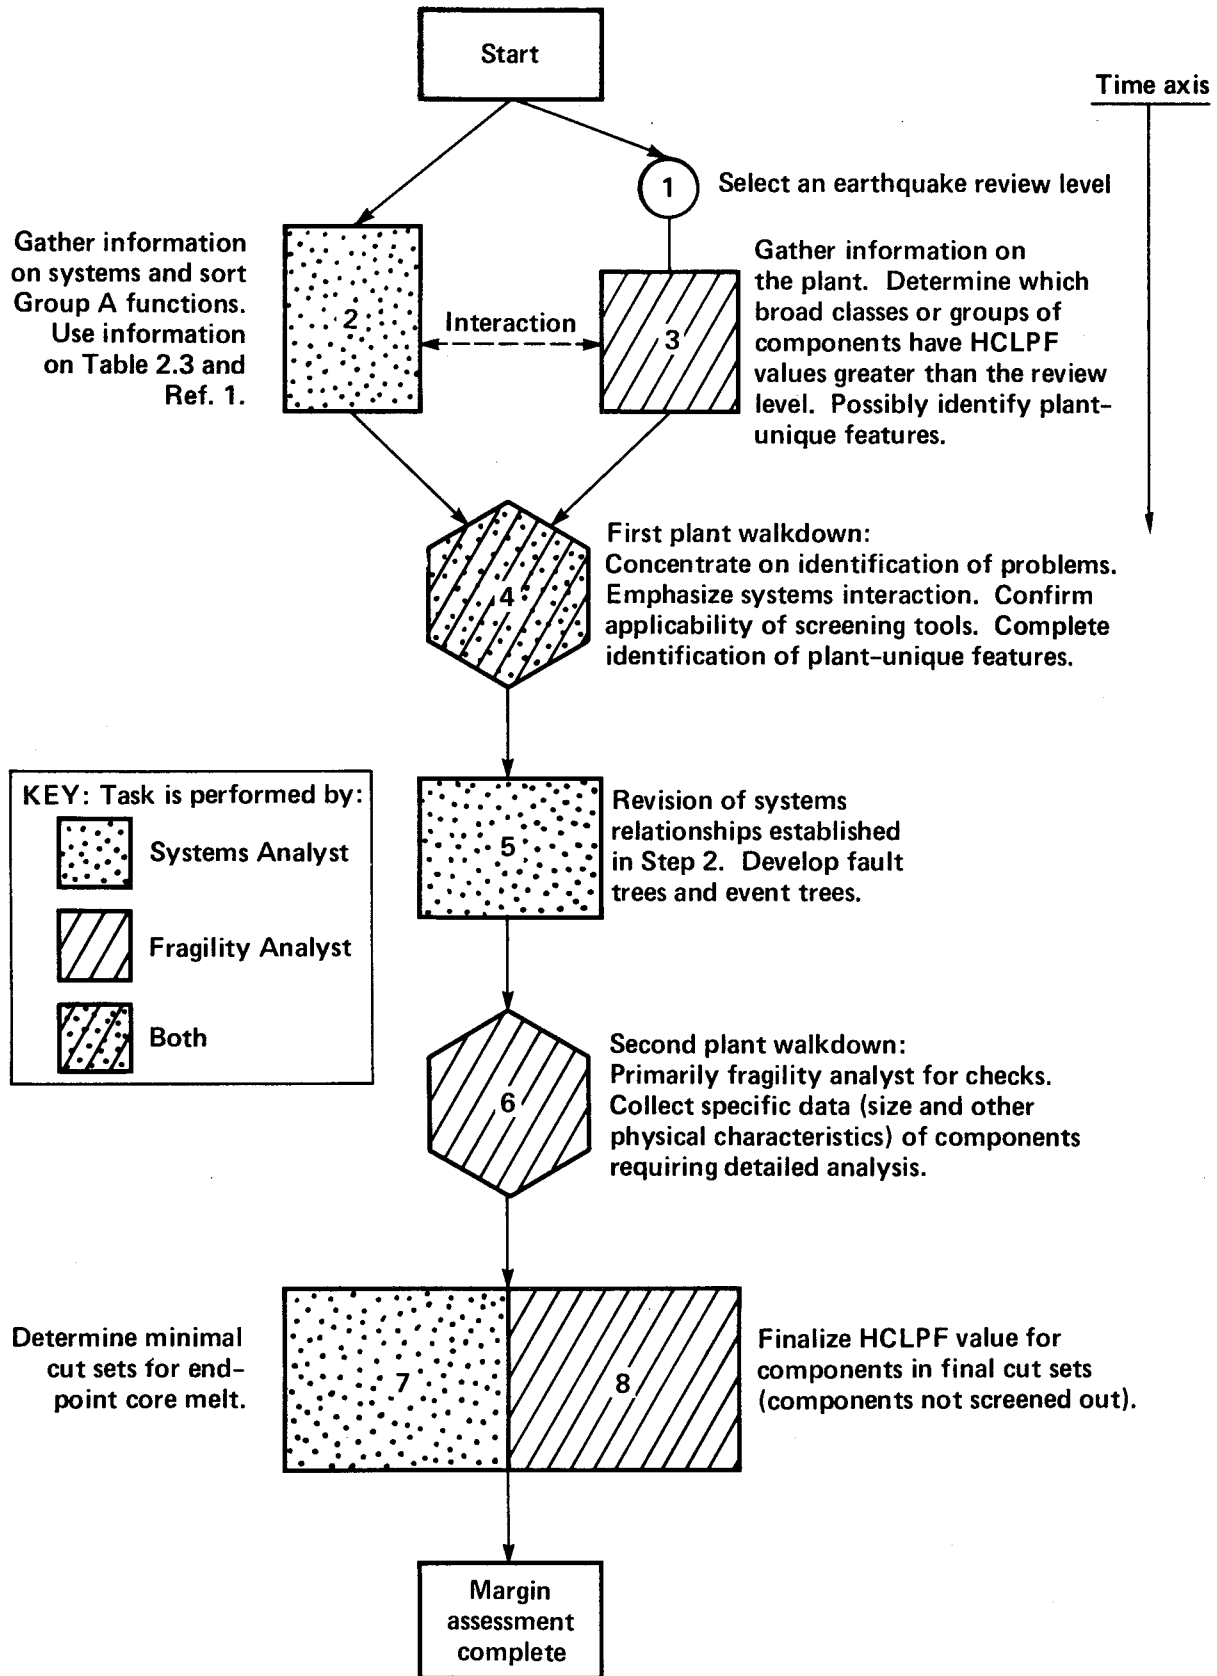 Start
Time axis
1
Select an earthquake review level
Gather information
on systems and sort
Group A functions.
Use information
on Table 2.3 and
Ref. 1.
2
Interaction
3
Gather information on
the plant. Determine which
broad classes or groups of
components have HCLPF
values greater than the review
level. Possibly identify plant-
unique features.
4
First plant walkdown:
Concentrate on identification of problems.
Emphasize systems interaction. Confirm
applicability of screening tools. Complete
identification of plant-unique features.
KEY: Task is performed by:
Systems Analyst
Fragility Analyst
Both
5
Revision of systems
relationships established
in Step 2. Develop fault
trees and event trees.
6
Second plant walkdown:
Primarily fragility analyst for checks.
Collect specific data (size and other
physical characteristics) of components
requiring detailed analysis.
Determine minimal
cut sets for end-
point core melt.
7
8
Finalize HCLPF value for
components in final cut sets
(components not screened out).
Margin
assessment
complete